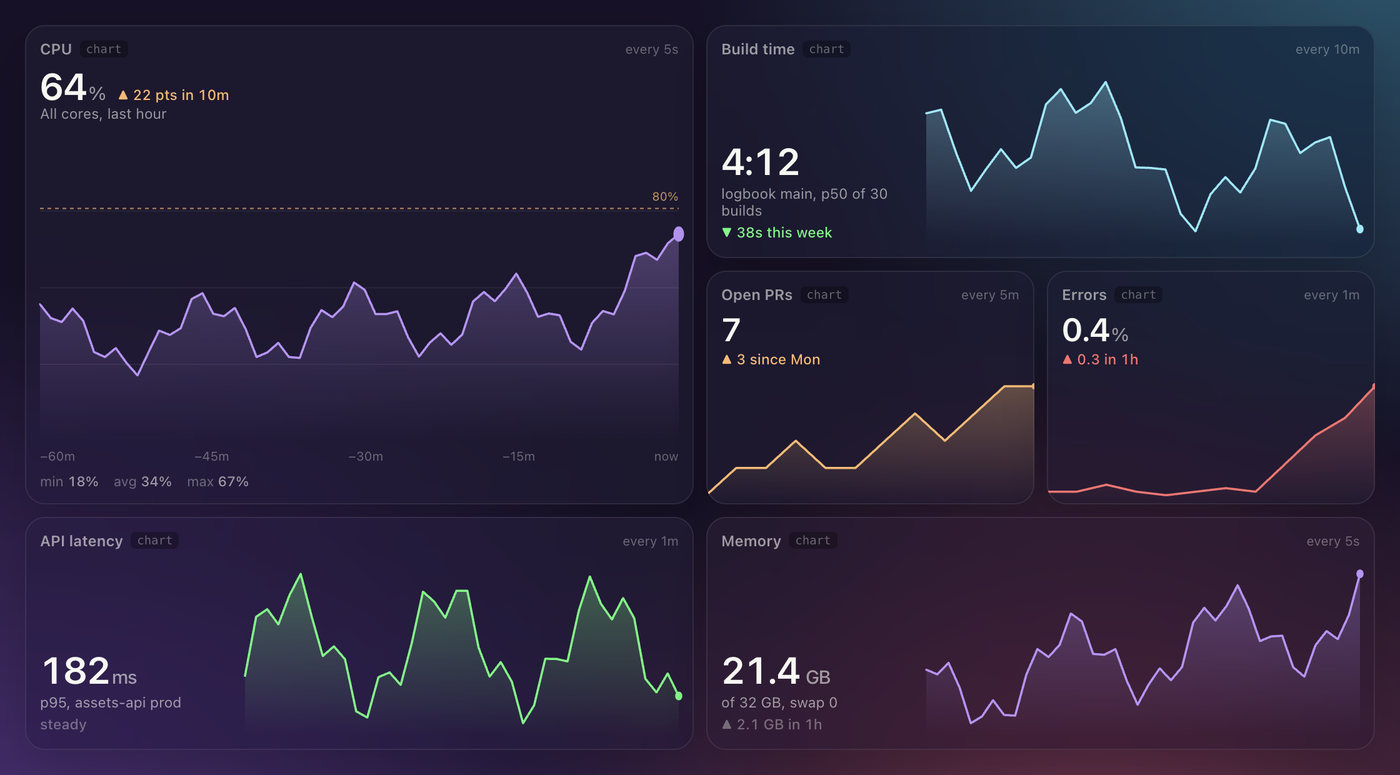 CPU chart every 5s
64% ▲ 22 pts in 10m
All cores, last hour
80%
−60m −45m −30m −15m now
min 18% avg 34% max 67%
Build time chart every 10m
4:12
logbook main, p50 of 30
builds
▼ 38s this week
Open PRs chart every 5m
7
▲ 3 since Mon
Errors chart every 1m
0.4%
▲ 0.3 in 1h
API latency chart every 1m
182 ms
p95, assets-api prod
steady
Memory chart every 5s
21.4 GB
of 32 GB, swap 0
▲ 2.1 GB in 1h